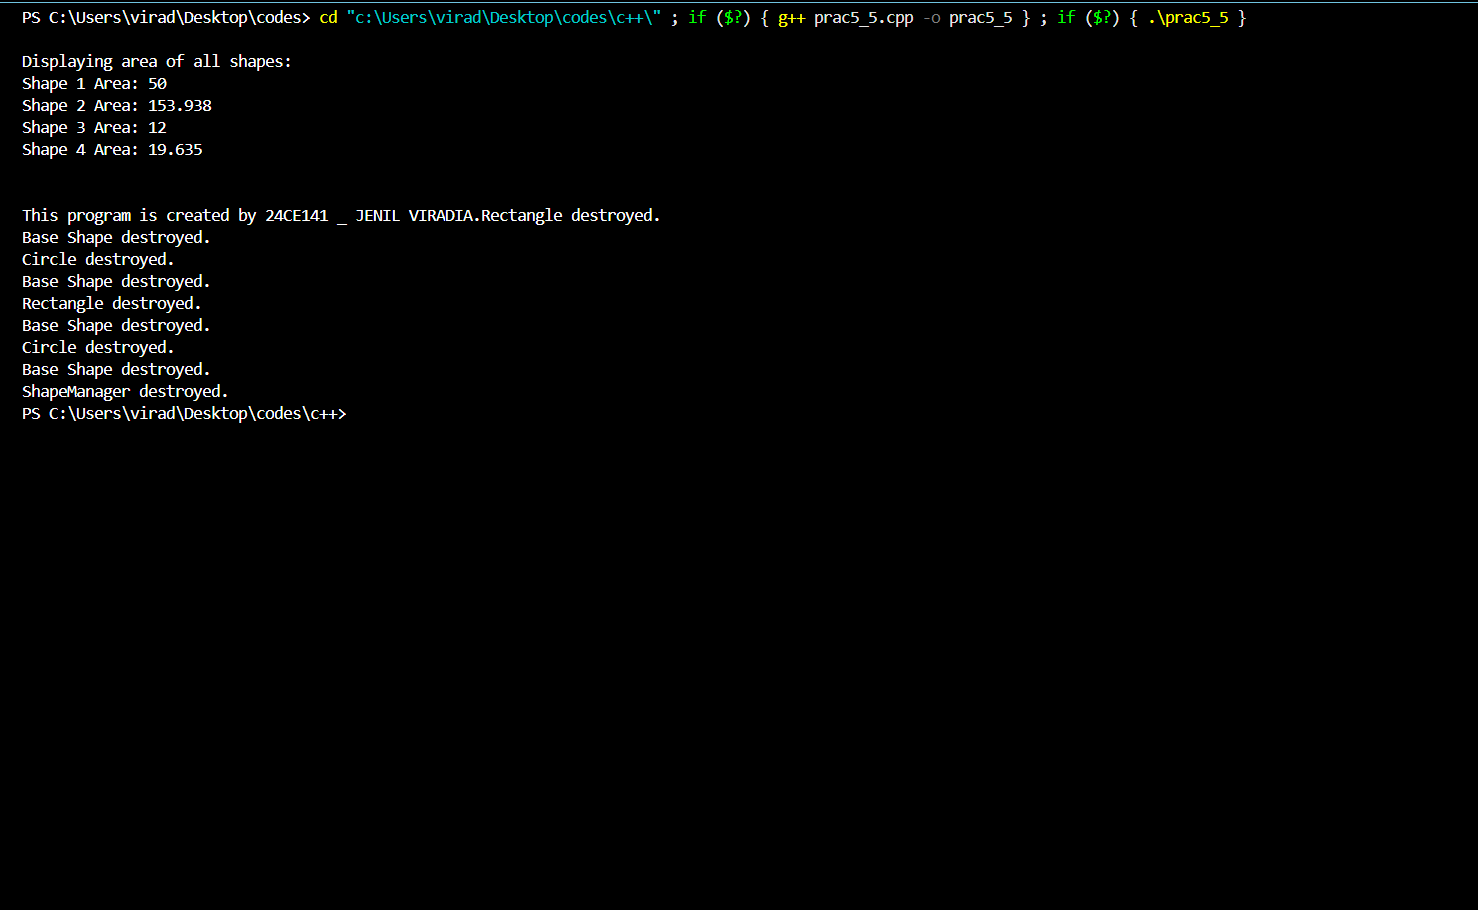 PS C:\Users\virad\Desktop\codes> cd "c:\Users\virad\Desktop\codes\c++\" ; if ($?) { g++ prac5_5.cpp -o prac5_5 } ; if ($?) { .\prac5_5 }
Displaying area of all shapes:
Shape 1 Area: 50
Shape 2 Area: 153.938
Shape 3 Area: 12
Shape 4 Area: 19.635
This program is created by 24CE141 _ JENIL VIRADIA.Rectangle destroyed.
Base Shape destroyed.
Circle destroyed.
Base Shape destroyed.
Rectangle destroyed.
Base Shape destroyed.
Circle destroyed.
Base Shape destroyed.
ShapeManager destroyed.
PS C:\Users\virad\Desktop\codes\c++>